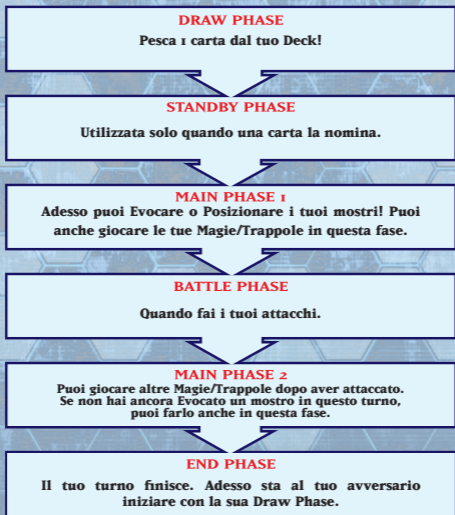 DRAW PHASE
Pesca 1 carta dal tuo Deck!
STANDBY PHASE
Utilizzata solo quando una carta la nomina.
MAIN PHASE 1
Adesso puoi Evocare o Posizionare i tuoi mostri! Puoi
anche giocare le tue Magie/Trappole in questa fase.
BATTLE PHASE
Quando fai i tuoi attacchi.
MAIN PHASE 2
Puoi giocare altre Magie/Trappole dopo aver attaccato.
Se non hai ancora Evocato un mostro in questo turno,
puoi farlo anche in questa fase.
END PHASE
Il tuo turno finisce. Adesso sta al tuo avversario
iniziare con la sua Draw Phase.